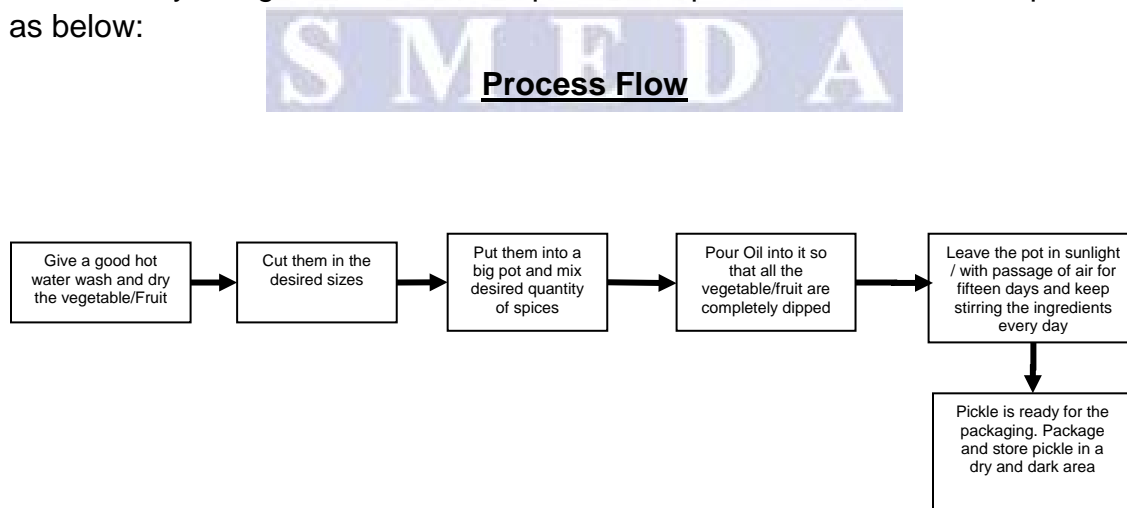 as below:
SMEDA
Process Flow
Give a good hot
water wash and dry
the vegetable/Fruit
Cut them in the
desired sizes
Put them into a
big pot and mix
desired quantity
of spices
Pour Oil into it so
that all the
vegetable/fruit are
completely dipped
Leave the pot in sunlight
/ with passage of air for
fifteen days and keep
stirring the ingredients
every day
Pickle is ready for the
packaging. Package
and store pickle in a
dry and dark area